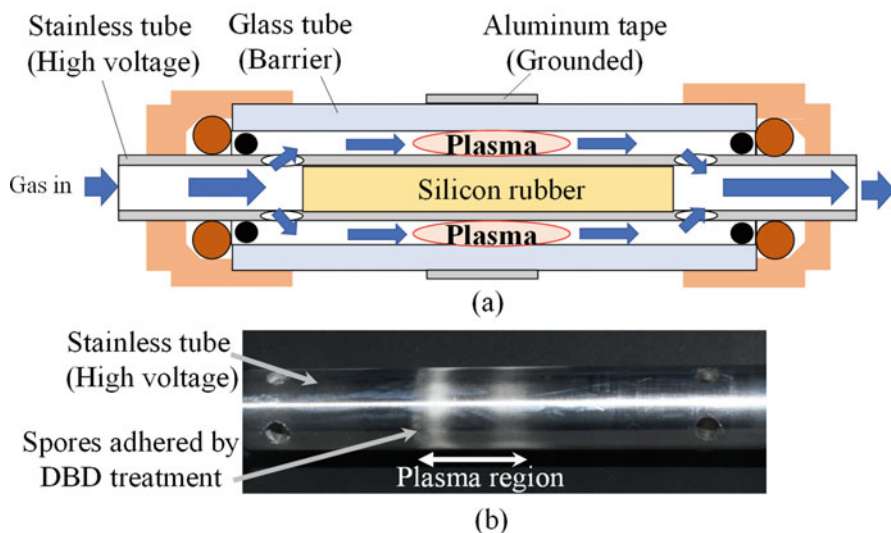 Stainless tube
(High voltage)
Glass tube
(Barrier)
Aluminum tape
(Grounded)
Plasma
Gas in
Silicon rubber
Plasma
(a)
Stainless tube
(High voltage)
Spores adhered by
DBD treatment
Plasma region
(b)